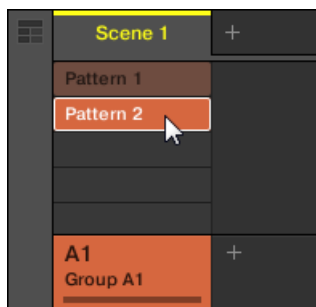 Scene 1
+
Pattern 1
Pattern 2
A1
+
Group A1